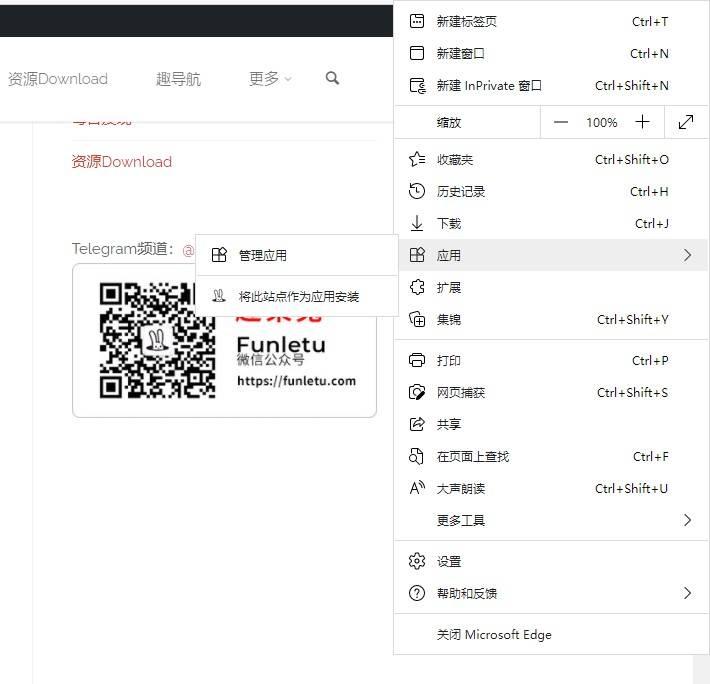 资源Download 趣导航 更多
资源Download
Telegram频道：@
Funletu
微信公众号
https://funletu.com
管理应用
将此站点作为应用安装
新建标签页 Ctrl+T
新建窗口 Ctrl+N
新建 InPrivate 窗口 Ctrl+Shift+N
缩放 100%
收藏夹 Ctrl+Shift+O
历史记录 Ctrl+H
下载 Ctrl+J
应用
扩展
集锦 Ctrl+Shift+Y
打印 Ctrl+P
网页捕获 Ctrl+Shift+S
共享
在页面上查找 Ctrl+F
大声朗读 Ctrl+Shift+U
更多工具
设置
帮助和反馈
关闭 Microsoft Edge